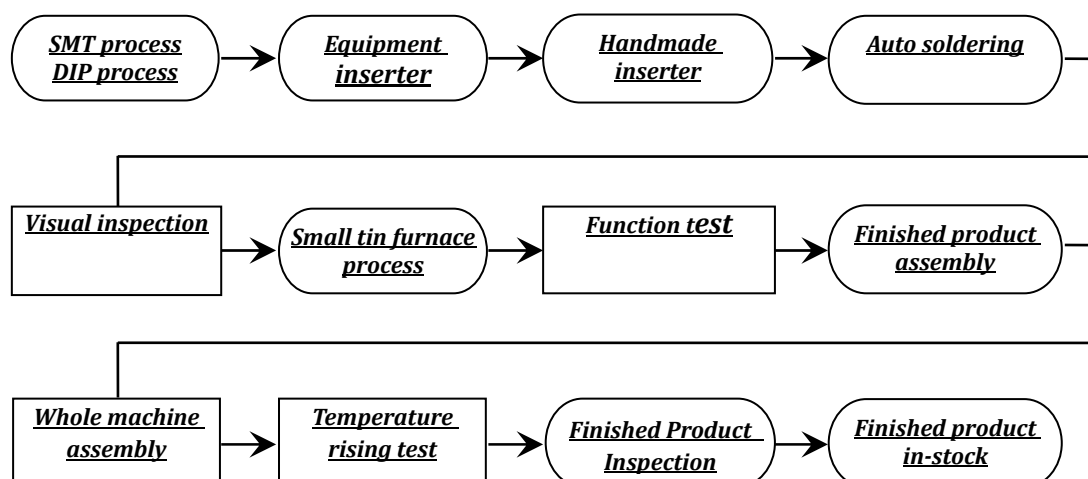 SMT process
DIP process
Equipment
inserter
Handmade
inserter
Auto soldering
Visual inspection
Small tin furnace
process
Function test
Finished product
assembly
Whole machine
assembly
Temperature
rising test
Finished Product
Inspection
Finished product
in-stock